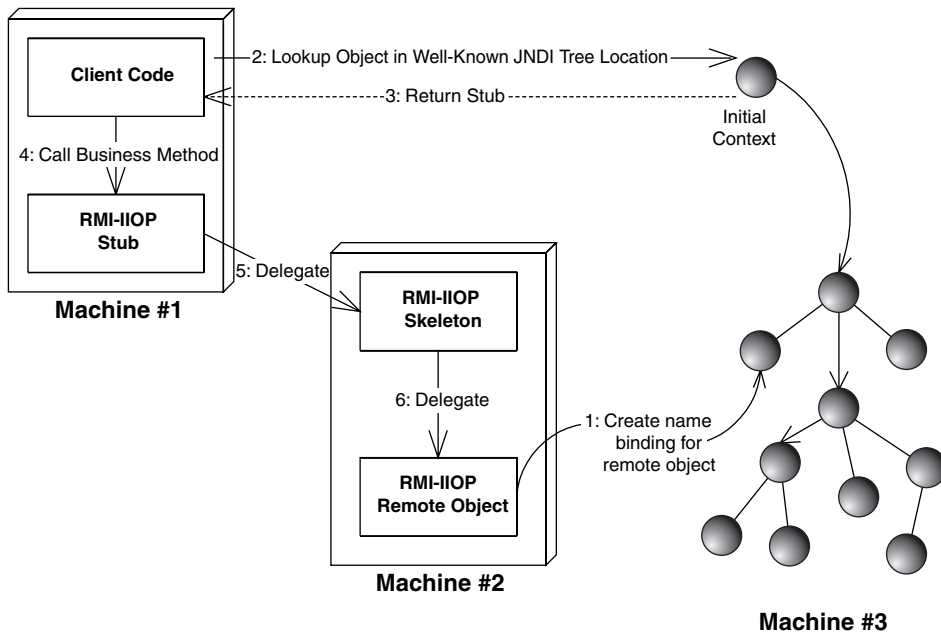 Client Code
2: Lookup Object in Well-Known JNDI Tree Location
3: Return Stub
Initial
Context
4: Call Business Method
RMI-IIOP
Stub
5: Delegate
Machine #1
RMI-IIOP
Skeleton
6: Delegate
1: Create name
binding for
remote object
RMI-IIOP
Remote Object
Machine #2
Machine #3